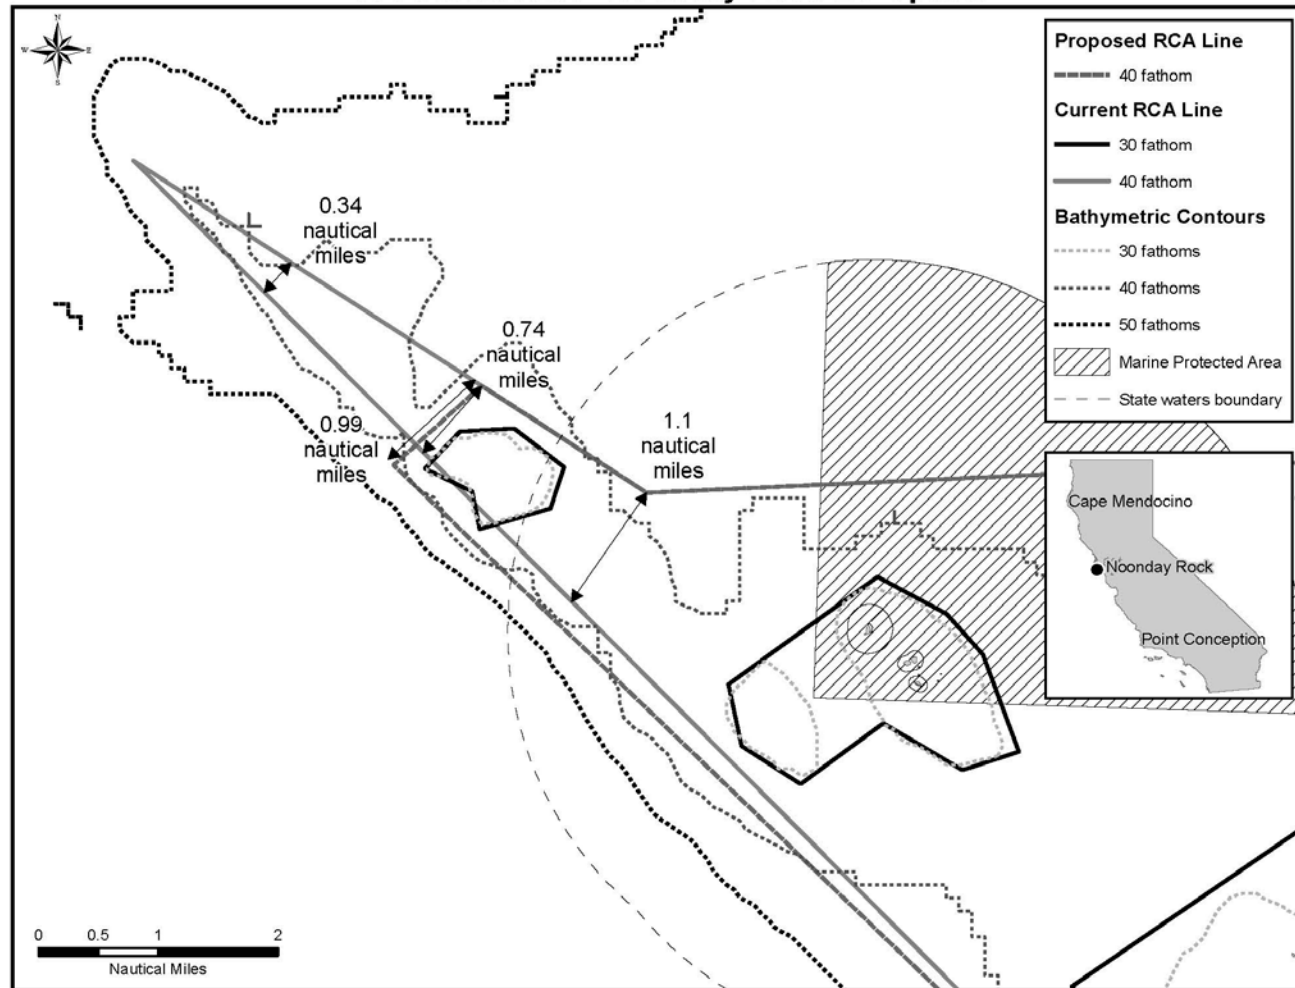 N
W E
S
0.34
nautical
miles
0.74
nautical
miles
0.99
nautical
miles
1.1
nautical
miles
Proposed RCA Line
40 fathom
Current RCA Line
30 fathom
40 fathom
Bathymetric Contours
30 fathoms
40 fathoms
50 fathoms
Marine Protected Area
State waters boundary
Cape Mendocino
Noonday Rock
Point Conception
0 0.5 1 2
Nautical Miles